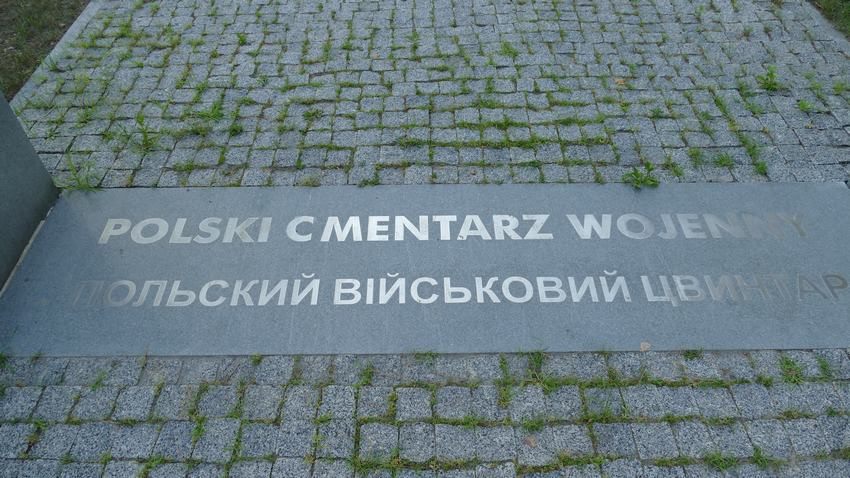 POLSKI CMENTARZ WOJENNY
ПОЛЬСКИЙ ВІЙСЬКОВИЙ ЦВИНТАР